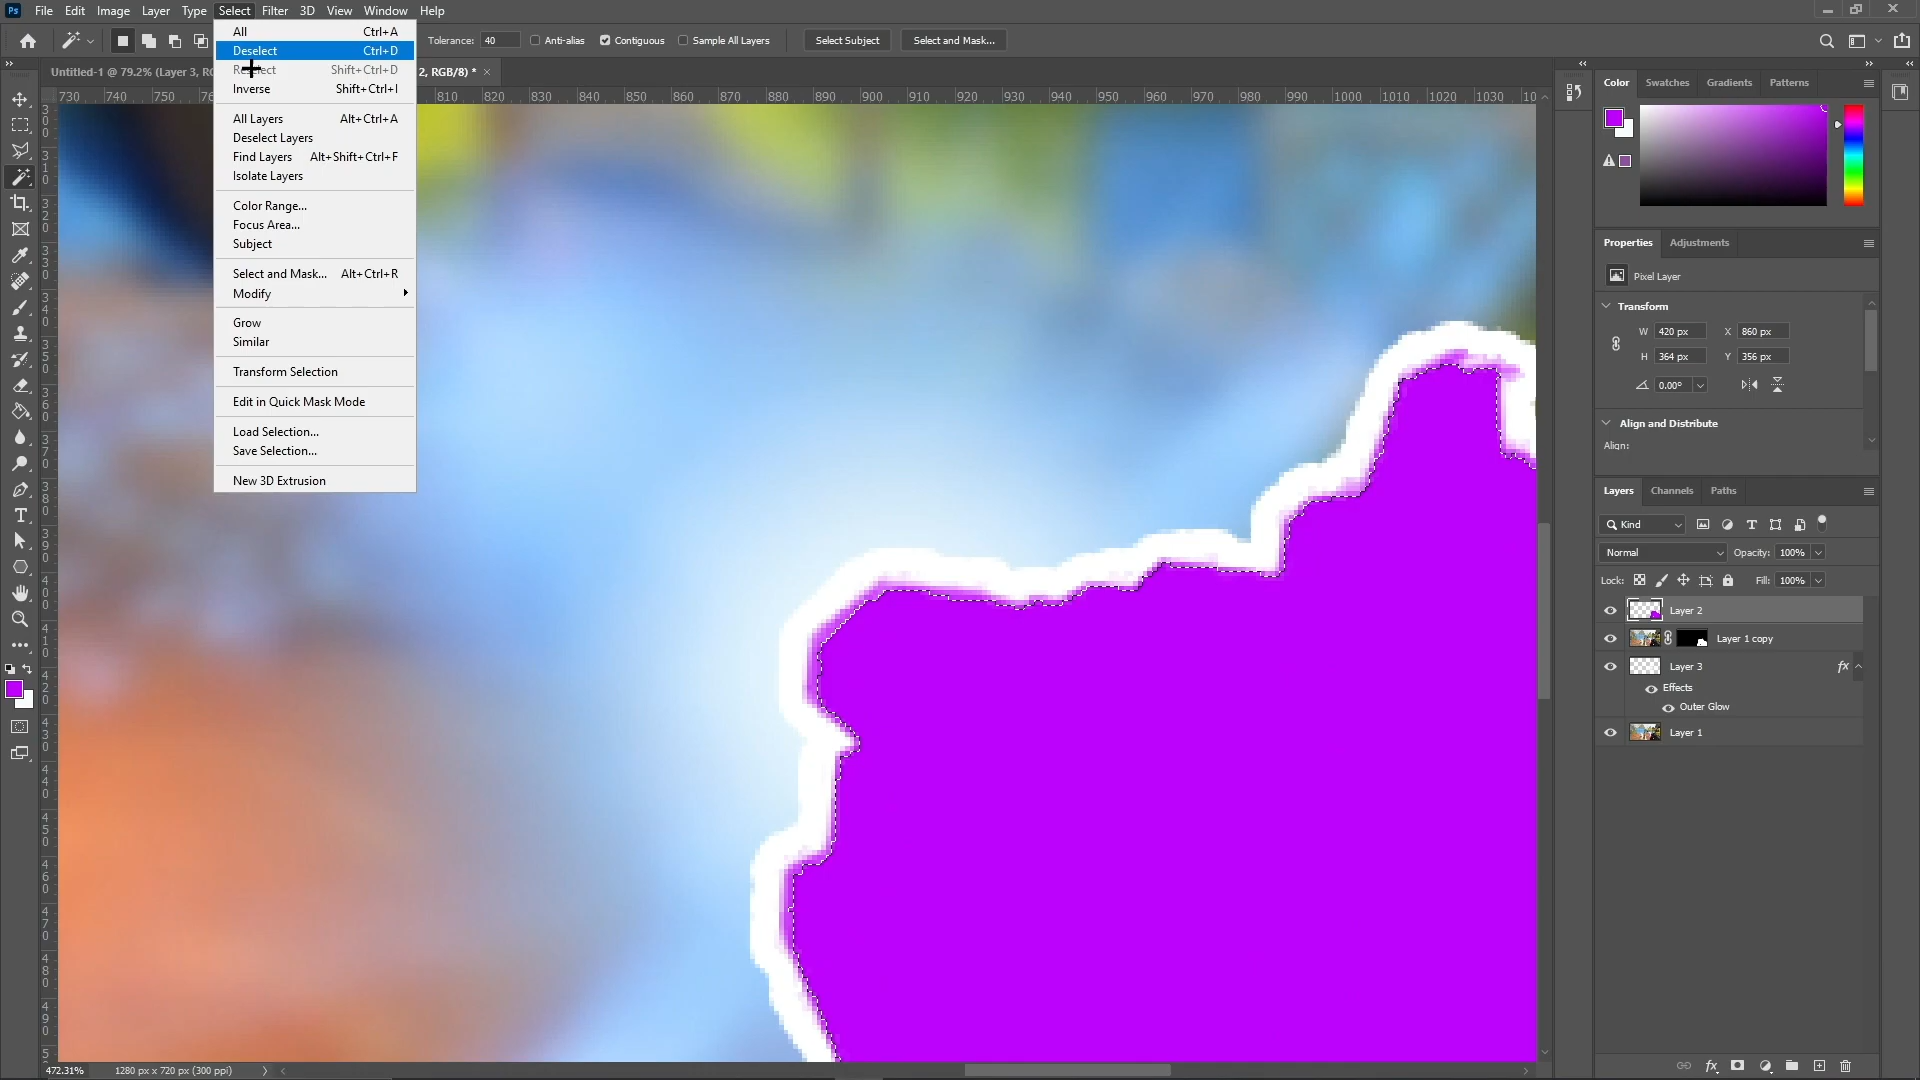 Ps File Edit Image Layer Type Select Filter 3D View Window Help
Tolerance: 40 Anti-alias Contiguous Sample All Layers Select Subject Select and Mask...
Untitled-1 @ 79.2% (Layer 3, RG
2, RGB/8) * ×
All Ctrl+A
Deselect Ctrl+D
Reselect Shift+Ctrl+D
Inverse Shift+Ctrl+I
All Layers Alt+Ctrl+A
Deselect Layers
Find Layers Alt+Shift+Ctrl+F
Isolate Layers
Color Range...
Focus Area...
Subject
Select and Mask... Alt+Ctrl+R
Modify
Grow
Similar
Transform Selection
Edit in Quick Mask Mode
Load Selection...
Save Selection...
New 3D Extrusion
730 740 750 810 820 830 840 850 860 870 880 890 900 910 920 930 940 950 960 970 980 990 1000 1010 1020 1030
Color Swatches Gradients Patterns
Properties Adjustments
Pixel Layer
Transform
W 420 px X 860 px
H 364 px Y 356 px
0.00°
Align and Distribute
Align:
Layers Channels Paths
Kind
Normal Opacity: 100%
Lock: Fill: 100%
Layer 2
Layer 1 copy
Layer 3 fx
Effects
Outer Glow
Layer 1
fx
472.31% 1280 px x 720 px (300 ppi)